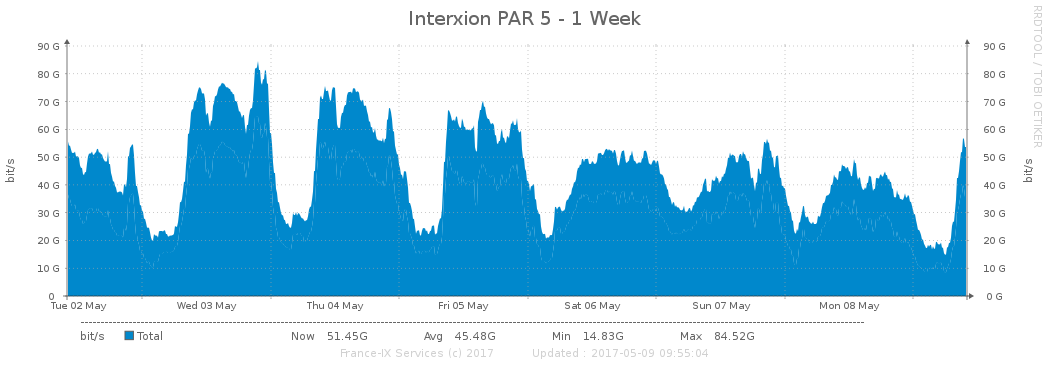 Interxion PAR 5 - 1 Week
RRDTOOL / TOBI OETIKER
90 G 90 G
80 G 80 G
70 G 70 G
60 G 60 G
50 G 50 G
40 G 40 G
30 G 30 G
20 G 20 G
10 G 10 G
0 0 G
bit/s
bit/s
Tue 02 May Wed 03 May Thu 04 May Fri 05 May Sat 06 May Sun 07 May Mon 08 May
bit/s Total Now 51.45G Avg 45.48G Min 14.83G Max 84.52G
France-IX Services (c) 2017 Updated : 2017-05-09 09:55:04